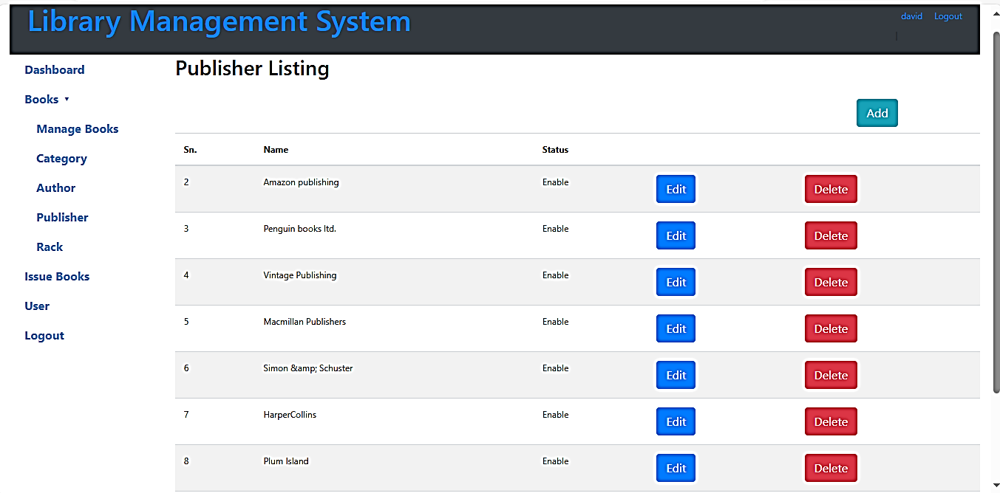 Library Management System
david Logout
Dashboard
Books ▾
Manage Books
Category
Author
Publisher
Rack
Issue Books
User
Logout
Publisher Listing
Add
Sn. Name Status
2 Amazon publishing Enable Edit Delete
3 Penguin books ltd. Enable Edit Delete
4 Vintage Publishing Enable Edit Delete
5 Macmillan Publishers Enable Edit Delete
6 Simon &amp; Schuster Enable Edit Delete
7 HarperCollins Enable Edit Delete
8 Plum Island Enable Edit Delete